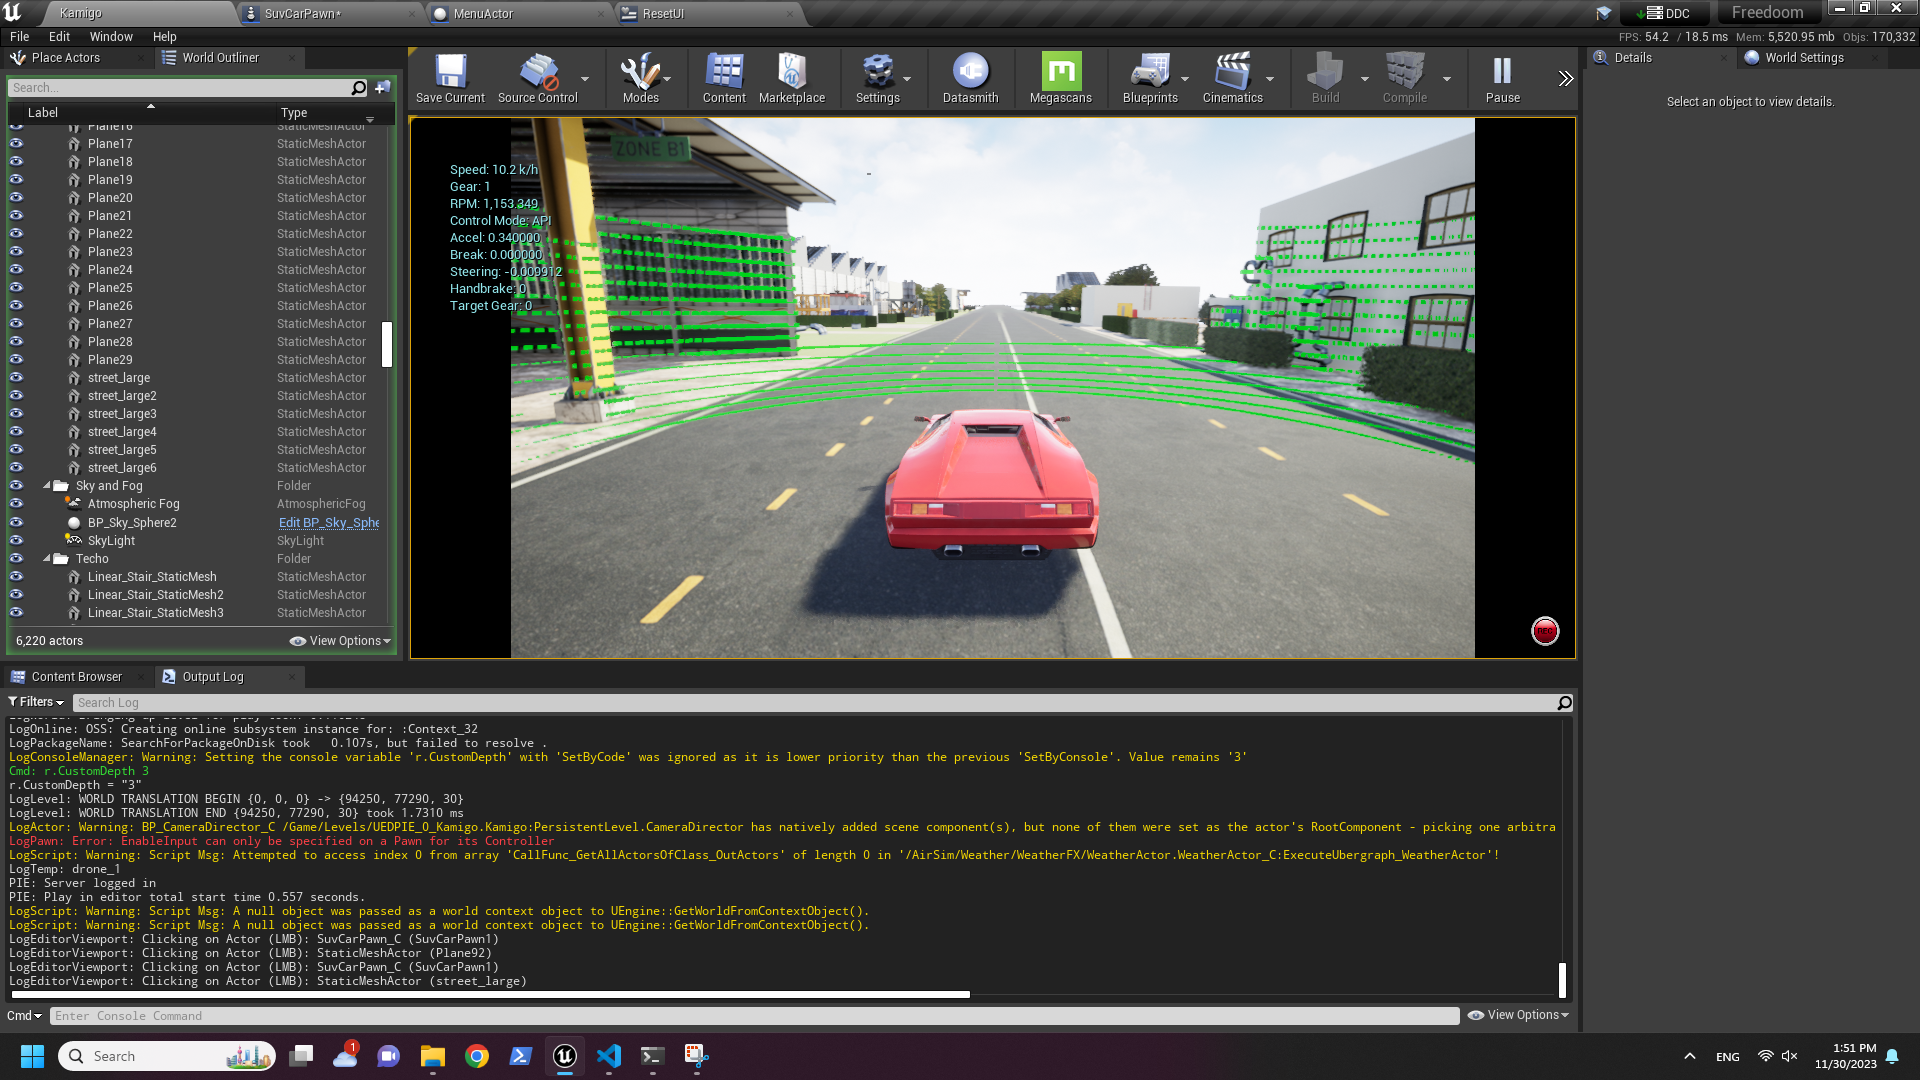 Kamigo
SuvCarPawn*
MenuActor
ResetUI
DDC
Freedoom
File
Edit
Window
Help
FPS: 54.2 / 18.5 ms Mem: 5,520.95 mb Objs: 170,332
Place Actors
World Outliner
Search...
Label
Type
Plane16 StaticMeshActor
Plane17 StaticMeshActor
Plane18 StaticMeshActor
Plane19 StaticMeshActor
Plane20 StaticMeshActor
Plane21 StaticMeshActor
Plane22 StaticMeshActor
Plane23 StaticMeshActor
Plane24 StaticMeshActor
Plane25 StaticMeshActor
Plane26 StaticMeshActor
Plane27 StaticMeshActor
Plane28 StaticMeshActor
Plane29 StaticMeshActor
street_large StaticMeshActor
street_large2 StaticMeshActor
street_large3 StaticMeshActor
street_large4 StaticMeshActor
street_large5 StaticMeshActor
street_large6 StaticMeshActor
Sky and Fog Folder
Atmospheric Fog AtmosphericFog
BP_Sky_Sphere2 Edit BP_Sky_Sphe
SkyLight SkyLight
Techo Folder
Linear_Stair_StaticMesh StaticMeshActor
Linear_Stair_StaticMesh2 StaticMeshActor
Linear_Stair_StaticMesh3 StaticMeshActor
6,220 actors
View Options
Save Current
Source Control
Modes
Content
Marketplace
Settings
Datasmith
Megascans
Blueprints
Cinematics
Build
Compile
Pause
ZONE B1
Speed: 10.2 k/h
Gear: 1
RPM: 1,153.349
Control Mode: API
Accel: 0.340000
Break: 0.000000
Steering: -0.009912
Handbrake: 0
Target Gear: 0
REC
Details
World Settings
Select an object to view details.
Content Browser
Output Log
Filters
Search Log
LogOnline: OSS: Creating online subsystem instance for: :Context_32
LogPackageName: SearchForPackageOnDisk took   0.107s, but failed to resolve .
LogConsoleManager: Warning: Setting the console variable 'r.CustomDepth' with 'SetByCode' was ignored as it is lower priority than the previous 'SetByConsole'. Value remains '3'
Cmd: r.CustomDepth 3
r.CustomDepth = "3"
LogLevel: WORLD TRANSLATION BEGIN {0, 0, 0} -> {94250, 77290, 30}
LogLevel: WORLD TRANSLATION END {94250, 77290, 30} took 1.7310 ms
LogActor: Warning: BP_CameraDirector_C /Game/Levels/UEDPIE_0_Kamigo.Kamigo:PersistentLevel.CameraDirector has natively added scene component(s), but none of them were set as the actor's RootComponent - picking one arbitra
LogPawn: Error: EnableInput can only be specified on a Pawn for its Controller
LogScript: Warning: Script Msg: Attempted to access index 0 from array 'CallFunc_GetAllActorsOfClass_OutActors' of length 0 in '/AirSim/Weather/WeatherFX/WeatherActor.WeatherActor_C:ExecuteUbergraph_WeatherActor'!
LogTemp: drone_1
PIE: Server logged in
PIE: Play in editor total start time 0.557 seconds.
LogScript: Warning: Script Msg: A null object was passed as a world context object to UEngine::GetWorldFromContextObject().
LogScript: Warning: Script Msg: A null object was passed as a world context object to UEngine::GetWorldFromContextObject().
LogEditorViewport: Clicking on Actor (LMB): SuvCarPawn_C (SuvCarPawn1)
LogEditorViewport: Clicking on Actor (LMB): StaticMeshActor (Plane92)
LogEditorViewport: Clicking on Actor (LMB): SuvCarPawn_C (SuvCarPawn1)
LogEditorViewport: Clicking on Actor (LMB): StaticMeshActor (street_large)
Cmd
Enter Console Command
View Options
Search
1
ENG
1:51 PM
11/30/2023